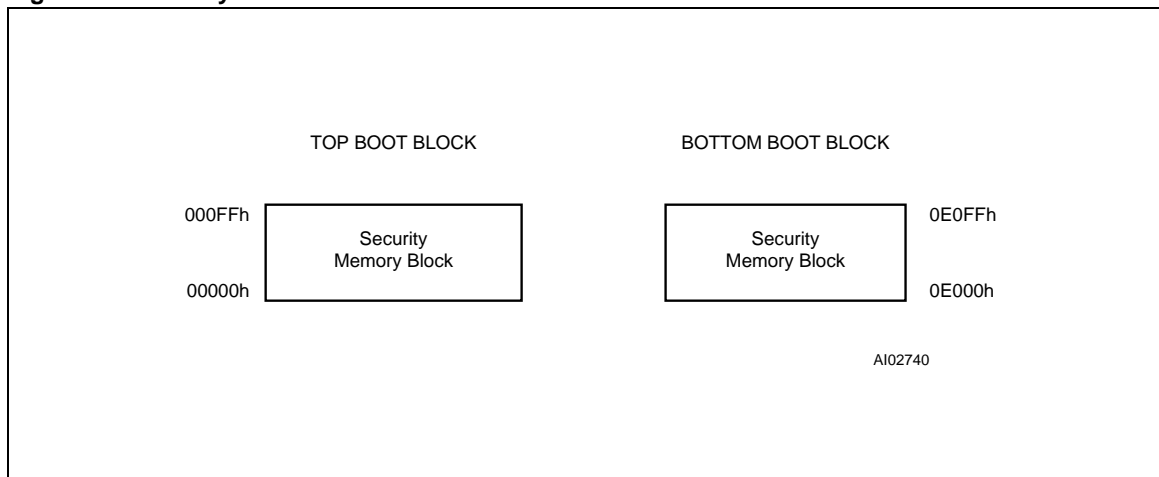 TOP BOOT BLOCK
BOTTOM BOOT BLOCK
000FFh
Security
Memory Block
00000h
Security
Memory Block
0E0FFh
0E000h
AI02740